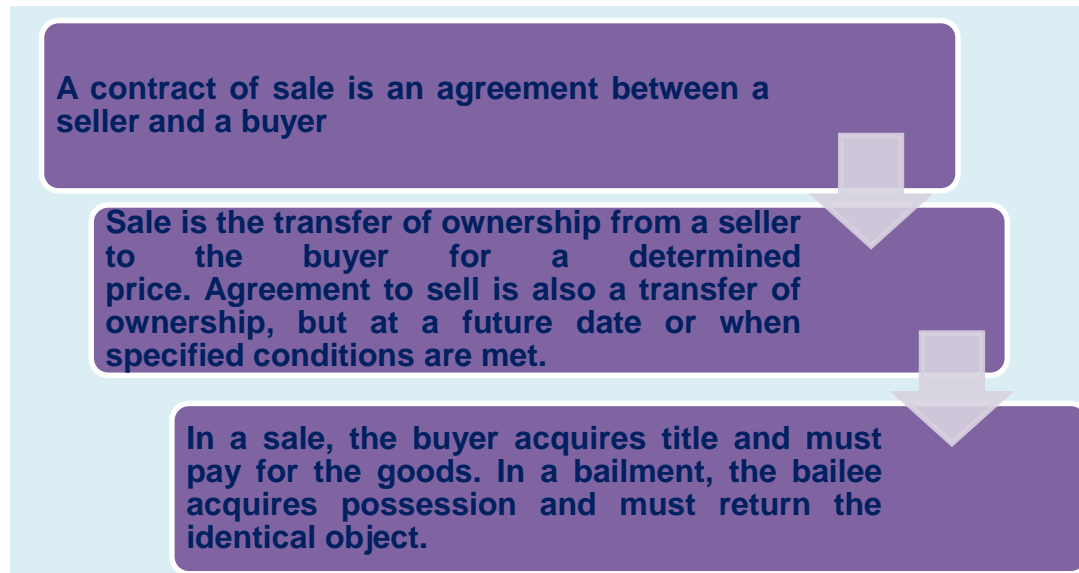 A contract of sale is an agreement between a
seller and a buyer
Sale is the transfer of ownership from a seller
to the buyer for a determined
price. Agreement to sell is also a transfer of
ownership, but at a future date or when
specified conditions are met.
In a sale, the buyer acquires title and must
pay for the goods. In a bailment, the bailee
acquires possession and must return the
identical object.